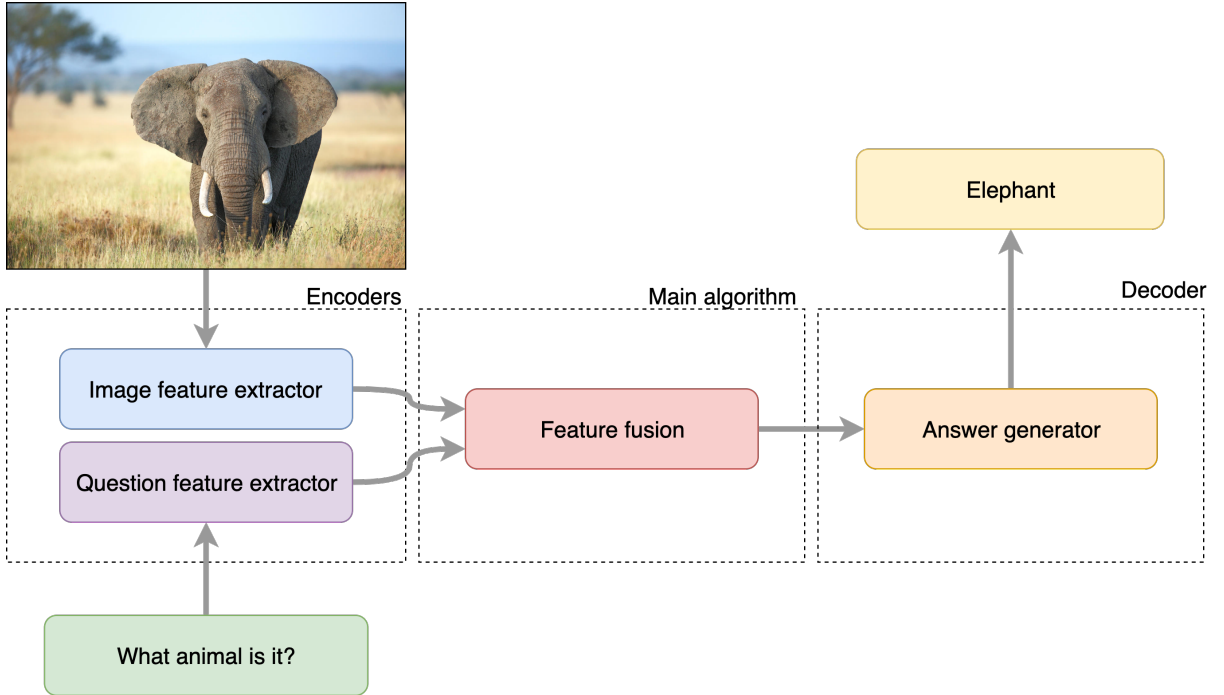 Encoders
Main algorithm
Decoder
Image feature extractor
Question feature extractor
Feature fusion
Answer generator
Elephant
What animal is it?